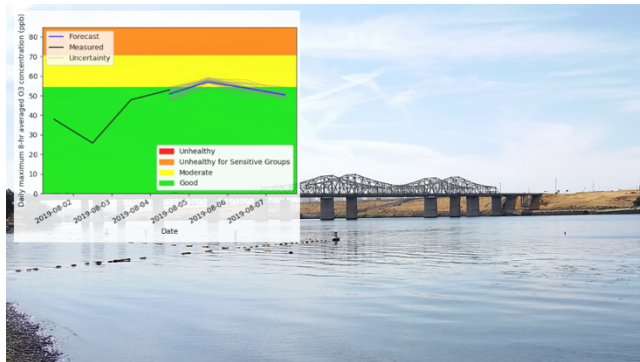 Daily maximum 8-hr averaged O3 concentration (ppb)
80
70
60
50
40
30
20
10
0
Forecast
Measured
Uncertainty
Unhealthy
Unhealthy for Sensitive Groups
Moderate
Good
2019-08-02
2019-08-03
2019-08-04
2019-08-05
2019-08-06
2019-08-07
Date